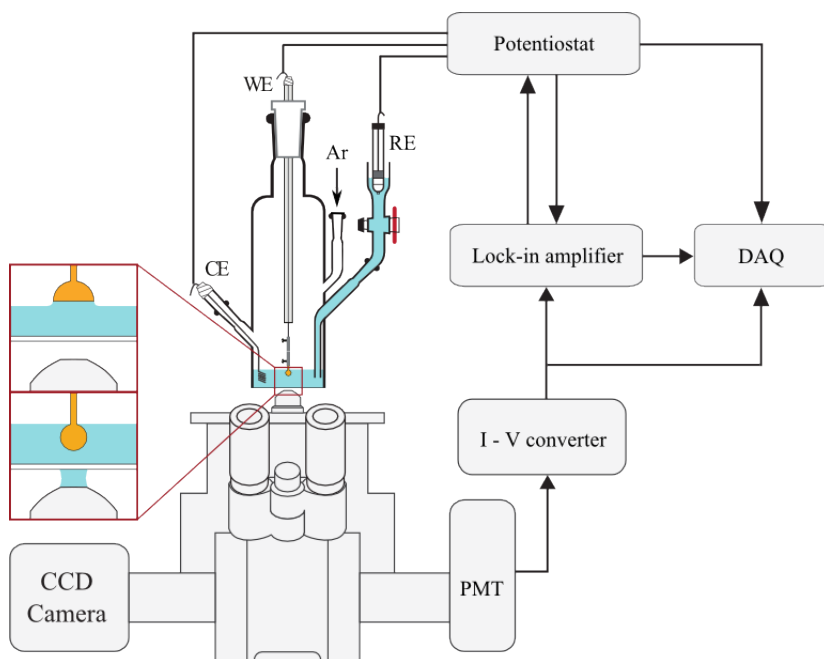 Potentiostat
WE
RE
Ar
Lock-in amplifier
DAQ
CE
I - V converter
CCD
Camera
PMT